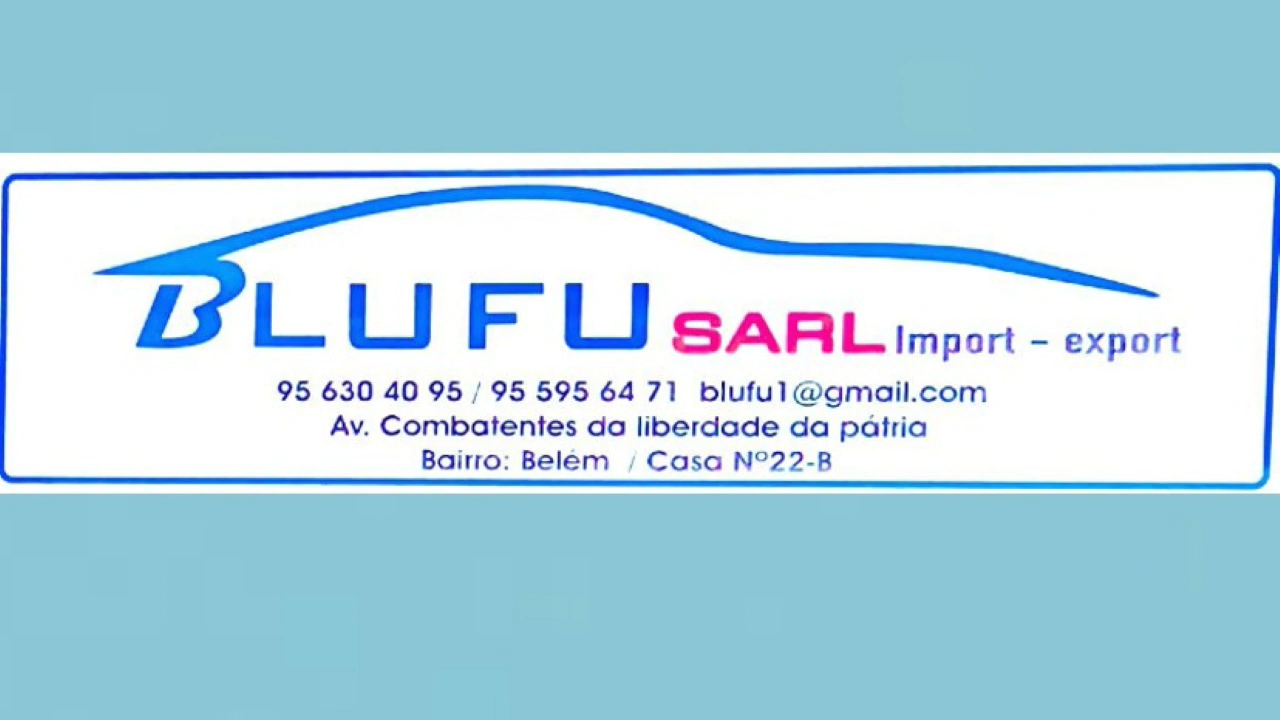 BLUFU SARL Import - export
95 630 40 95 / 95 595 64 71 blufu1@gmail.com
Av. Combatentes da liberdade da pátria
Bairro: Belém / Casa Nº22-B